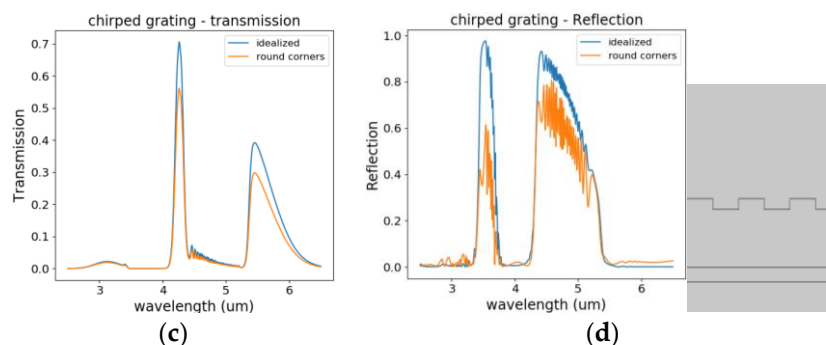 chirped grating - transmission
idealized
round corners
0.7
0.6
0.5
0.4
0.3
0.2
0.1
0.0
Transmission
3
4
5
6
wavelength (um)
(c)
chirped grating - Reflection
idealized
round corners
1.0
0.8
0.6
0.4
0.2
0.0
Reflection
3
4
5
6
wavelength (um)
(d)